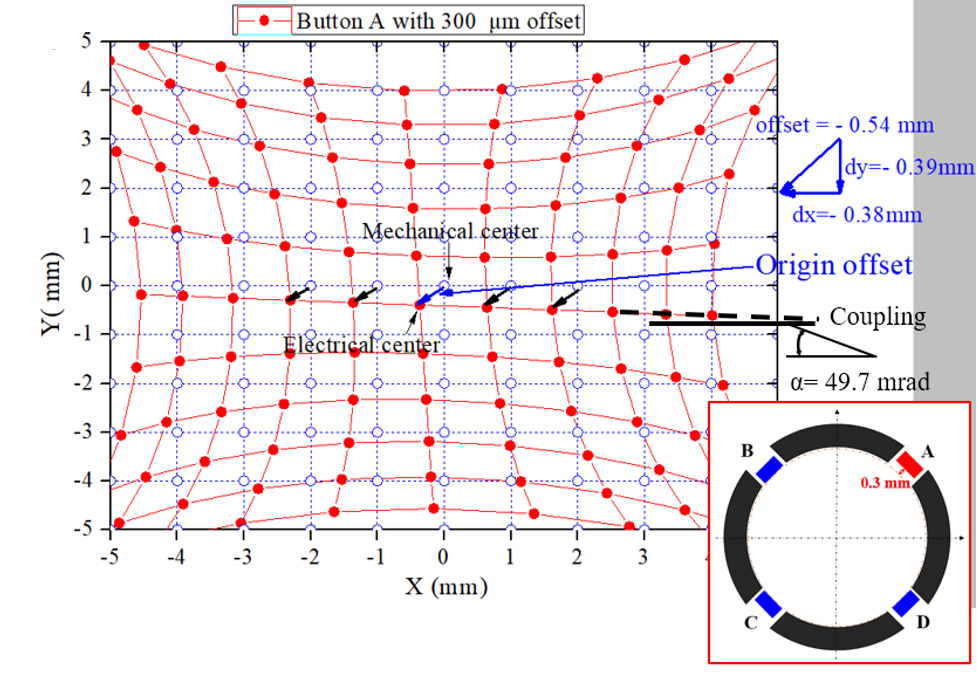 Button A with 300 μm offset
5
4
3
2
1
0
-1
-2
-3
-4
-5
Y( mm)
-5
-4
-3
-2
-1
0
1
2
3
X (mm)
offset = - 0.54 mm
dy=- 0.39mm
dx=- 0.38mm
Mechanical center
Origin offset
Electrical center
Coupling
α= 49.7 mrad
B
A
0.3 mm
C
D